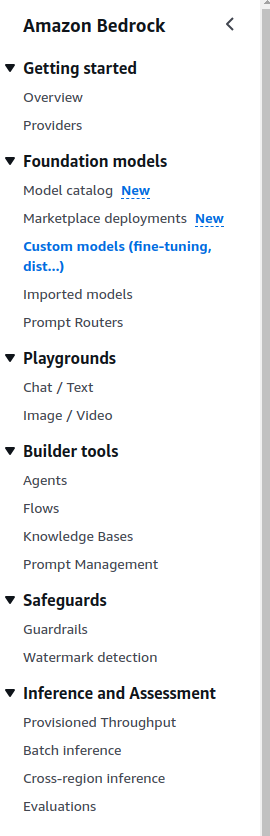 Amazon Bedrock
Getting started
Overview
Providers
Foundation models
Model catalog New
Marketplace deployments New
Custom models (fine-tuning,
dist...)
Imported models
Prompt Routers
Playgrounds
Chat / Text
Image / Video
Builder tools
Agents
Flows
Knowledge Bases
Prompt Management
Safeguards
Guardrails
Watermark detection
Inference and Assessment
Provisioned Throughput
Batch inference
Cross-region inference
Evaluations